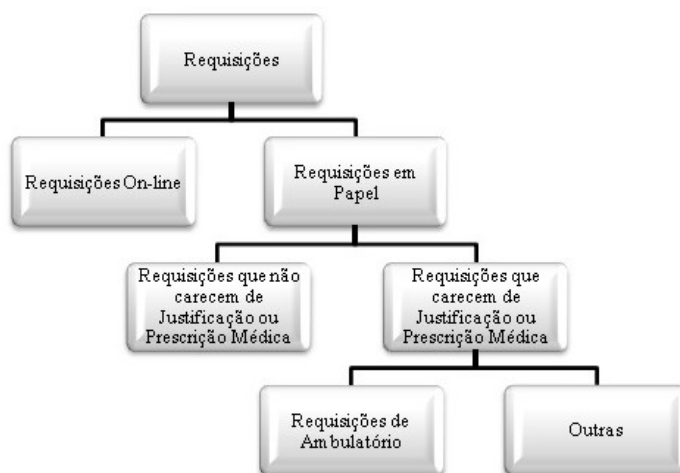 Requisições
Requisições On-line
Requisições em
Papel
Requisições que não
carecem de
Justificação ou
Prescrição Médica
Requisições que
carecem de
Justificação ou
Prescrição Médica
Requisições de
Ambulatório
Outras